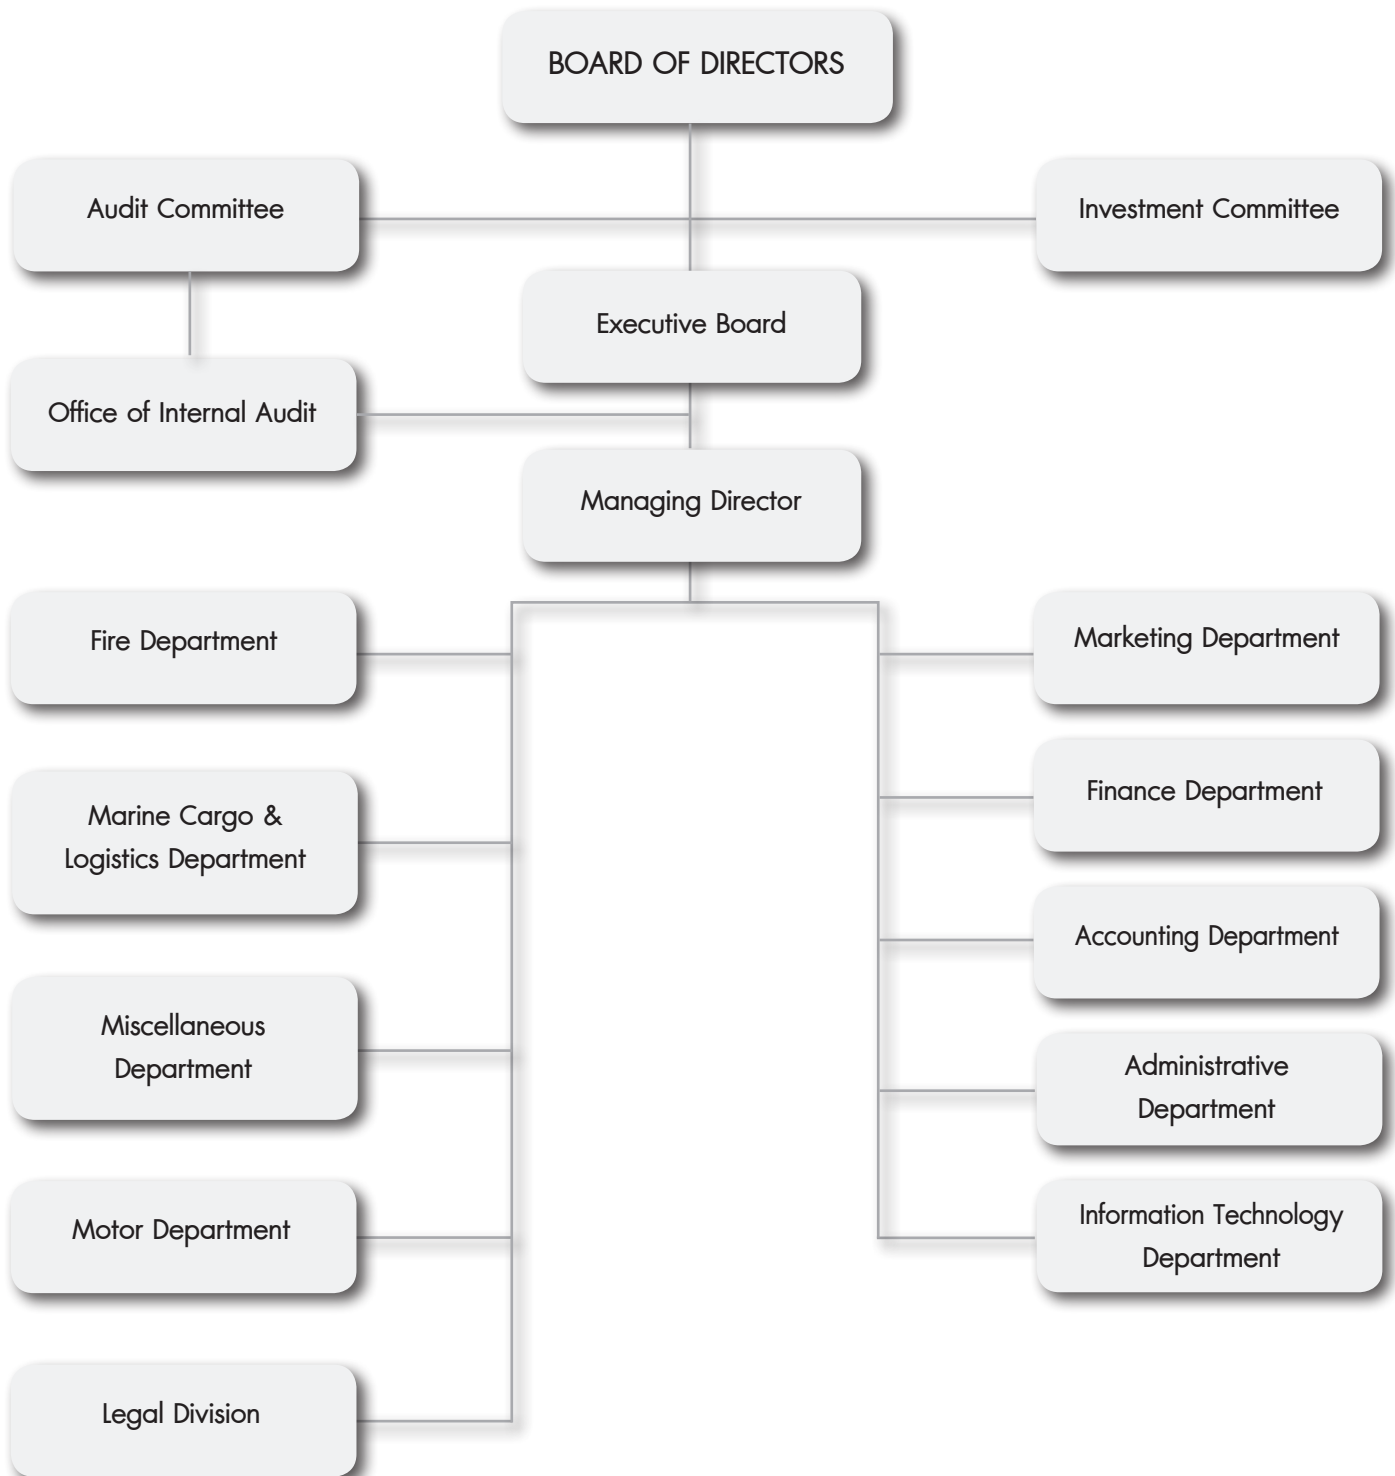 BOARD OF DIRECTORS
Audit Committee
Investment Committee
Executive Board
Office of Internal Audit
Managing Director
Fire Department
Marine Cargo &
Logistics Department
Miscellaneous
Department
Motor Department
Legal Division
Marketing Department
Finance Department
Accounting Department
Administrative
Department
Information Technology
Department